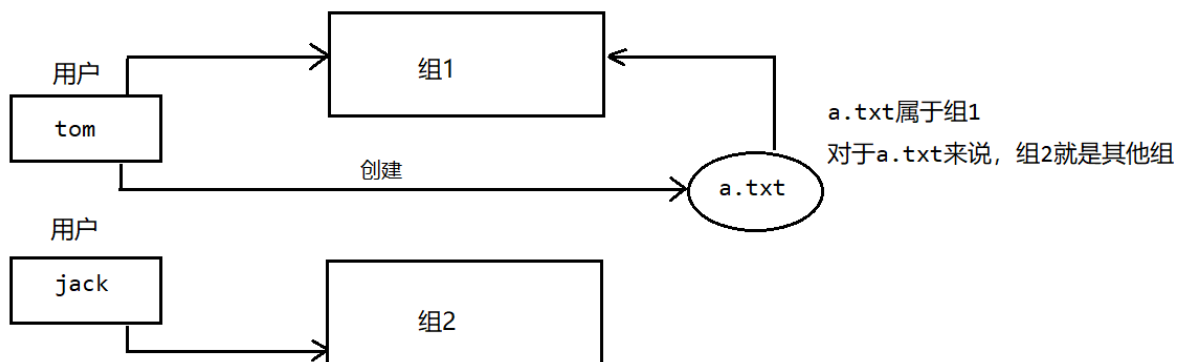 用户
tom
组1
a.txt属于组1
对于a.txt来说，组2就是其他组
创建
a.txt
用户
jack
组2